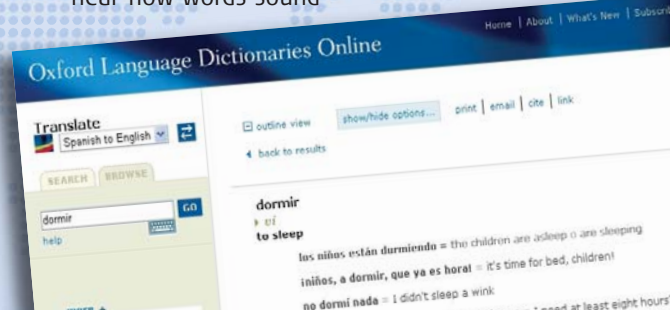 hear how words sound
Oxford Language Dictionaries Online
Home | About | What's New |
Translate
Spanish to English
SEARCH BROWSE
dormir GO
help
outline view show/hide options... print | email | cite | link
back to results
dormir
vi
to sleep
los niños están durmiendo = the children are asleep o are sleeping
¡niños, a dormir, que ya es hora! = it's time for bed, children!
no dormí nada = I didn't sleep a wink
at least eight hours